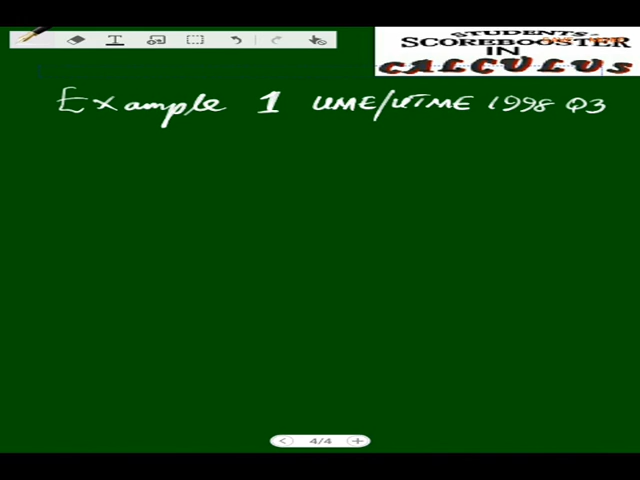 STUDENTS'
SCOREBOOSTER
IN
CALCULUS
Example 1 UME/UTME 1998 Q3
4/4